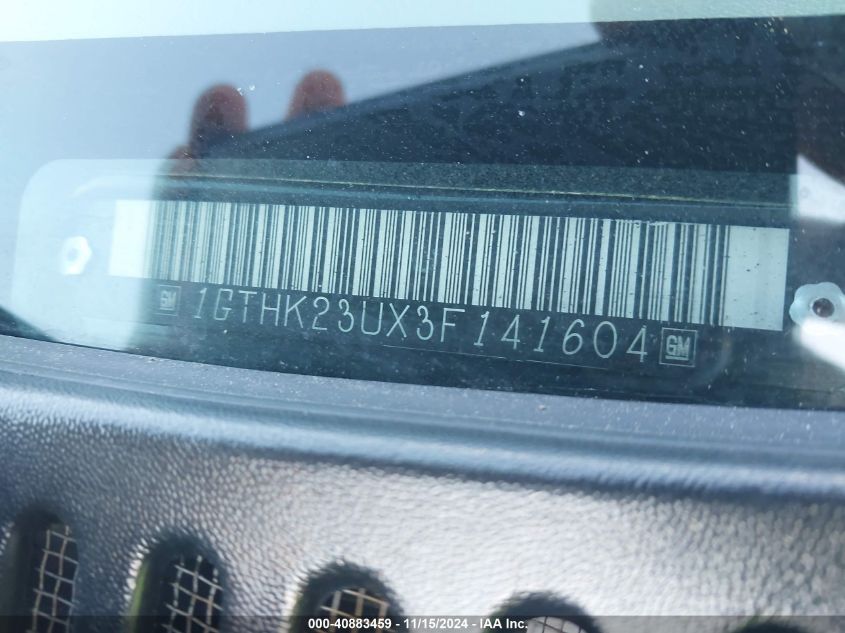 GM 1GTHK23UX3F141604 GM
000-40883459 - 11/15/2024 - IAA Inc.